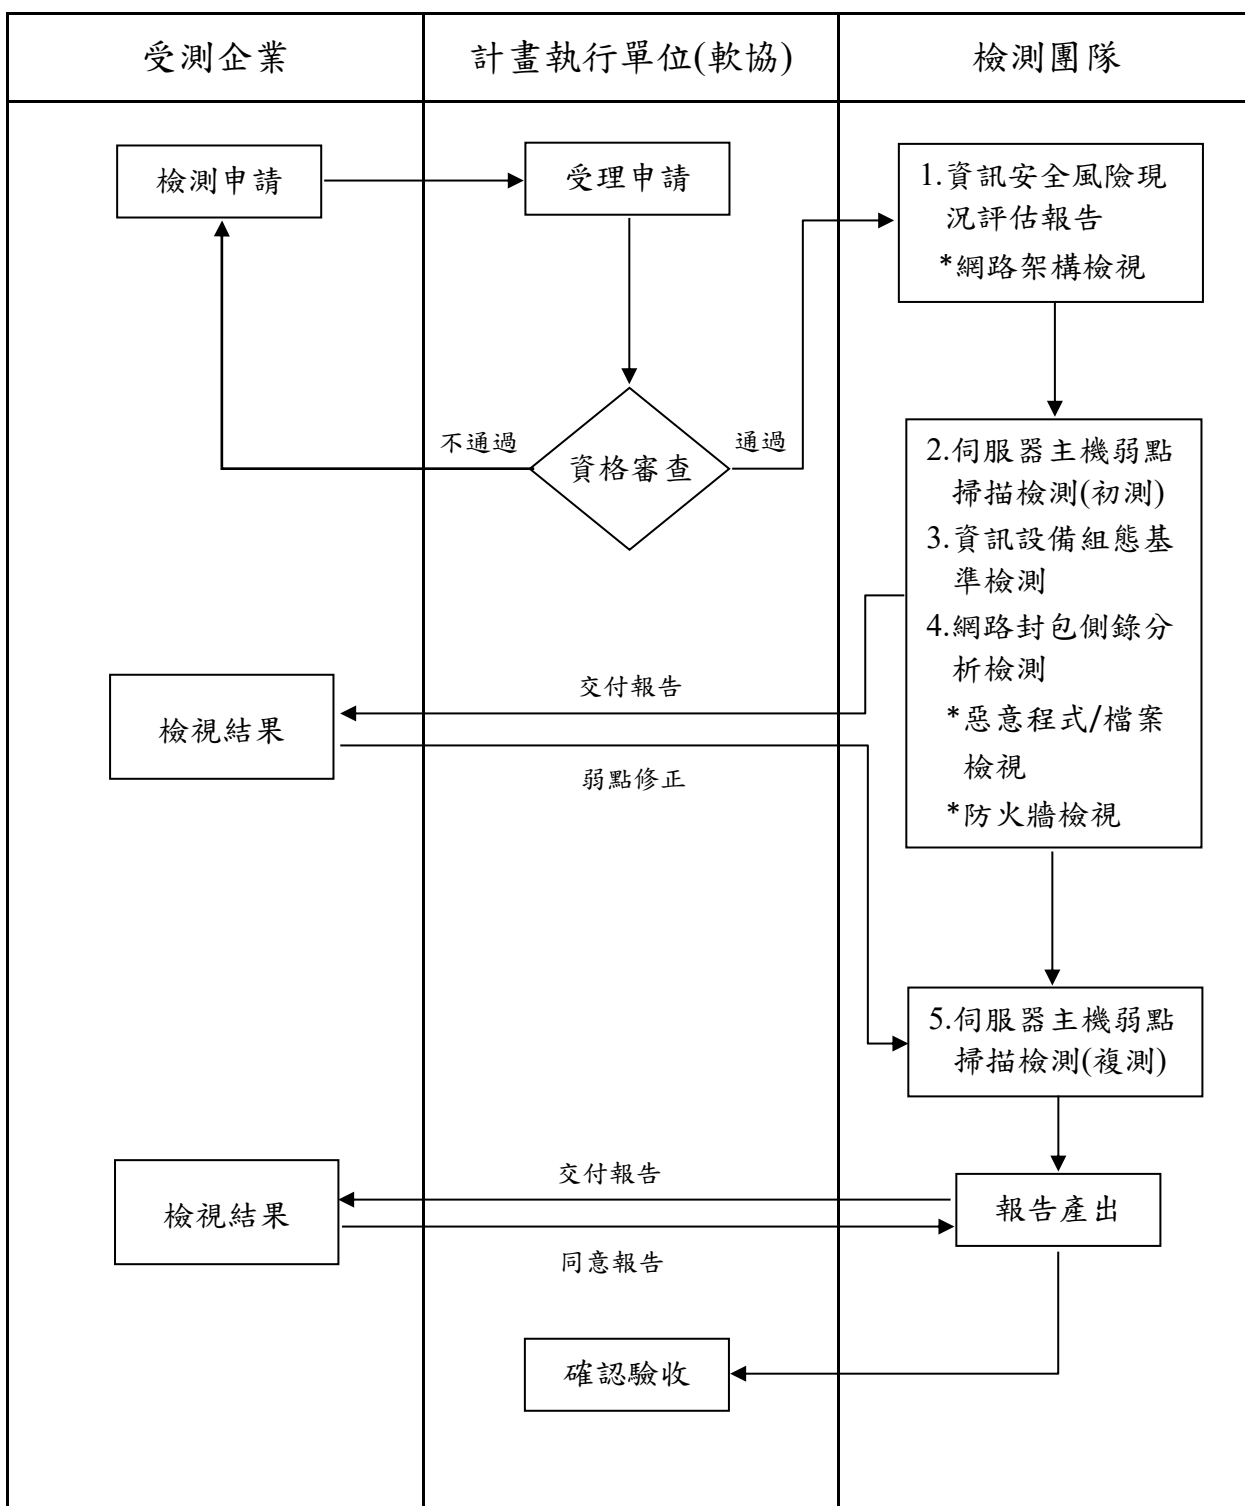 受測企業
計畫執行單位(軟協)
檢測團隊
檢測申請
受理申請
1.資訊安全風險現
況評估報告
*網路架構檢視
不通過
資格審查
通過
2.伺服器主機弱點
掃描檢測(初測)
3.資訊設備組態基
準檢測
4.網路封包側錄分
析檢測
*惡意程式/檔案
檢視
*防火牆檢視
交付報告
檢視結果
弱點修正
5.伺服器主機弱點
掃描檢測(複測)
交付報告
檢視結果
報告產出
同意報告
確認驗收